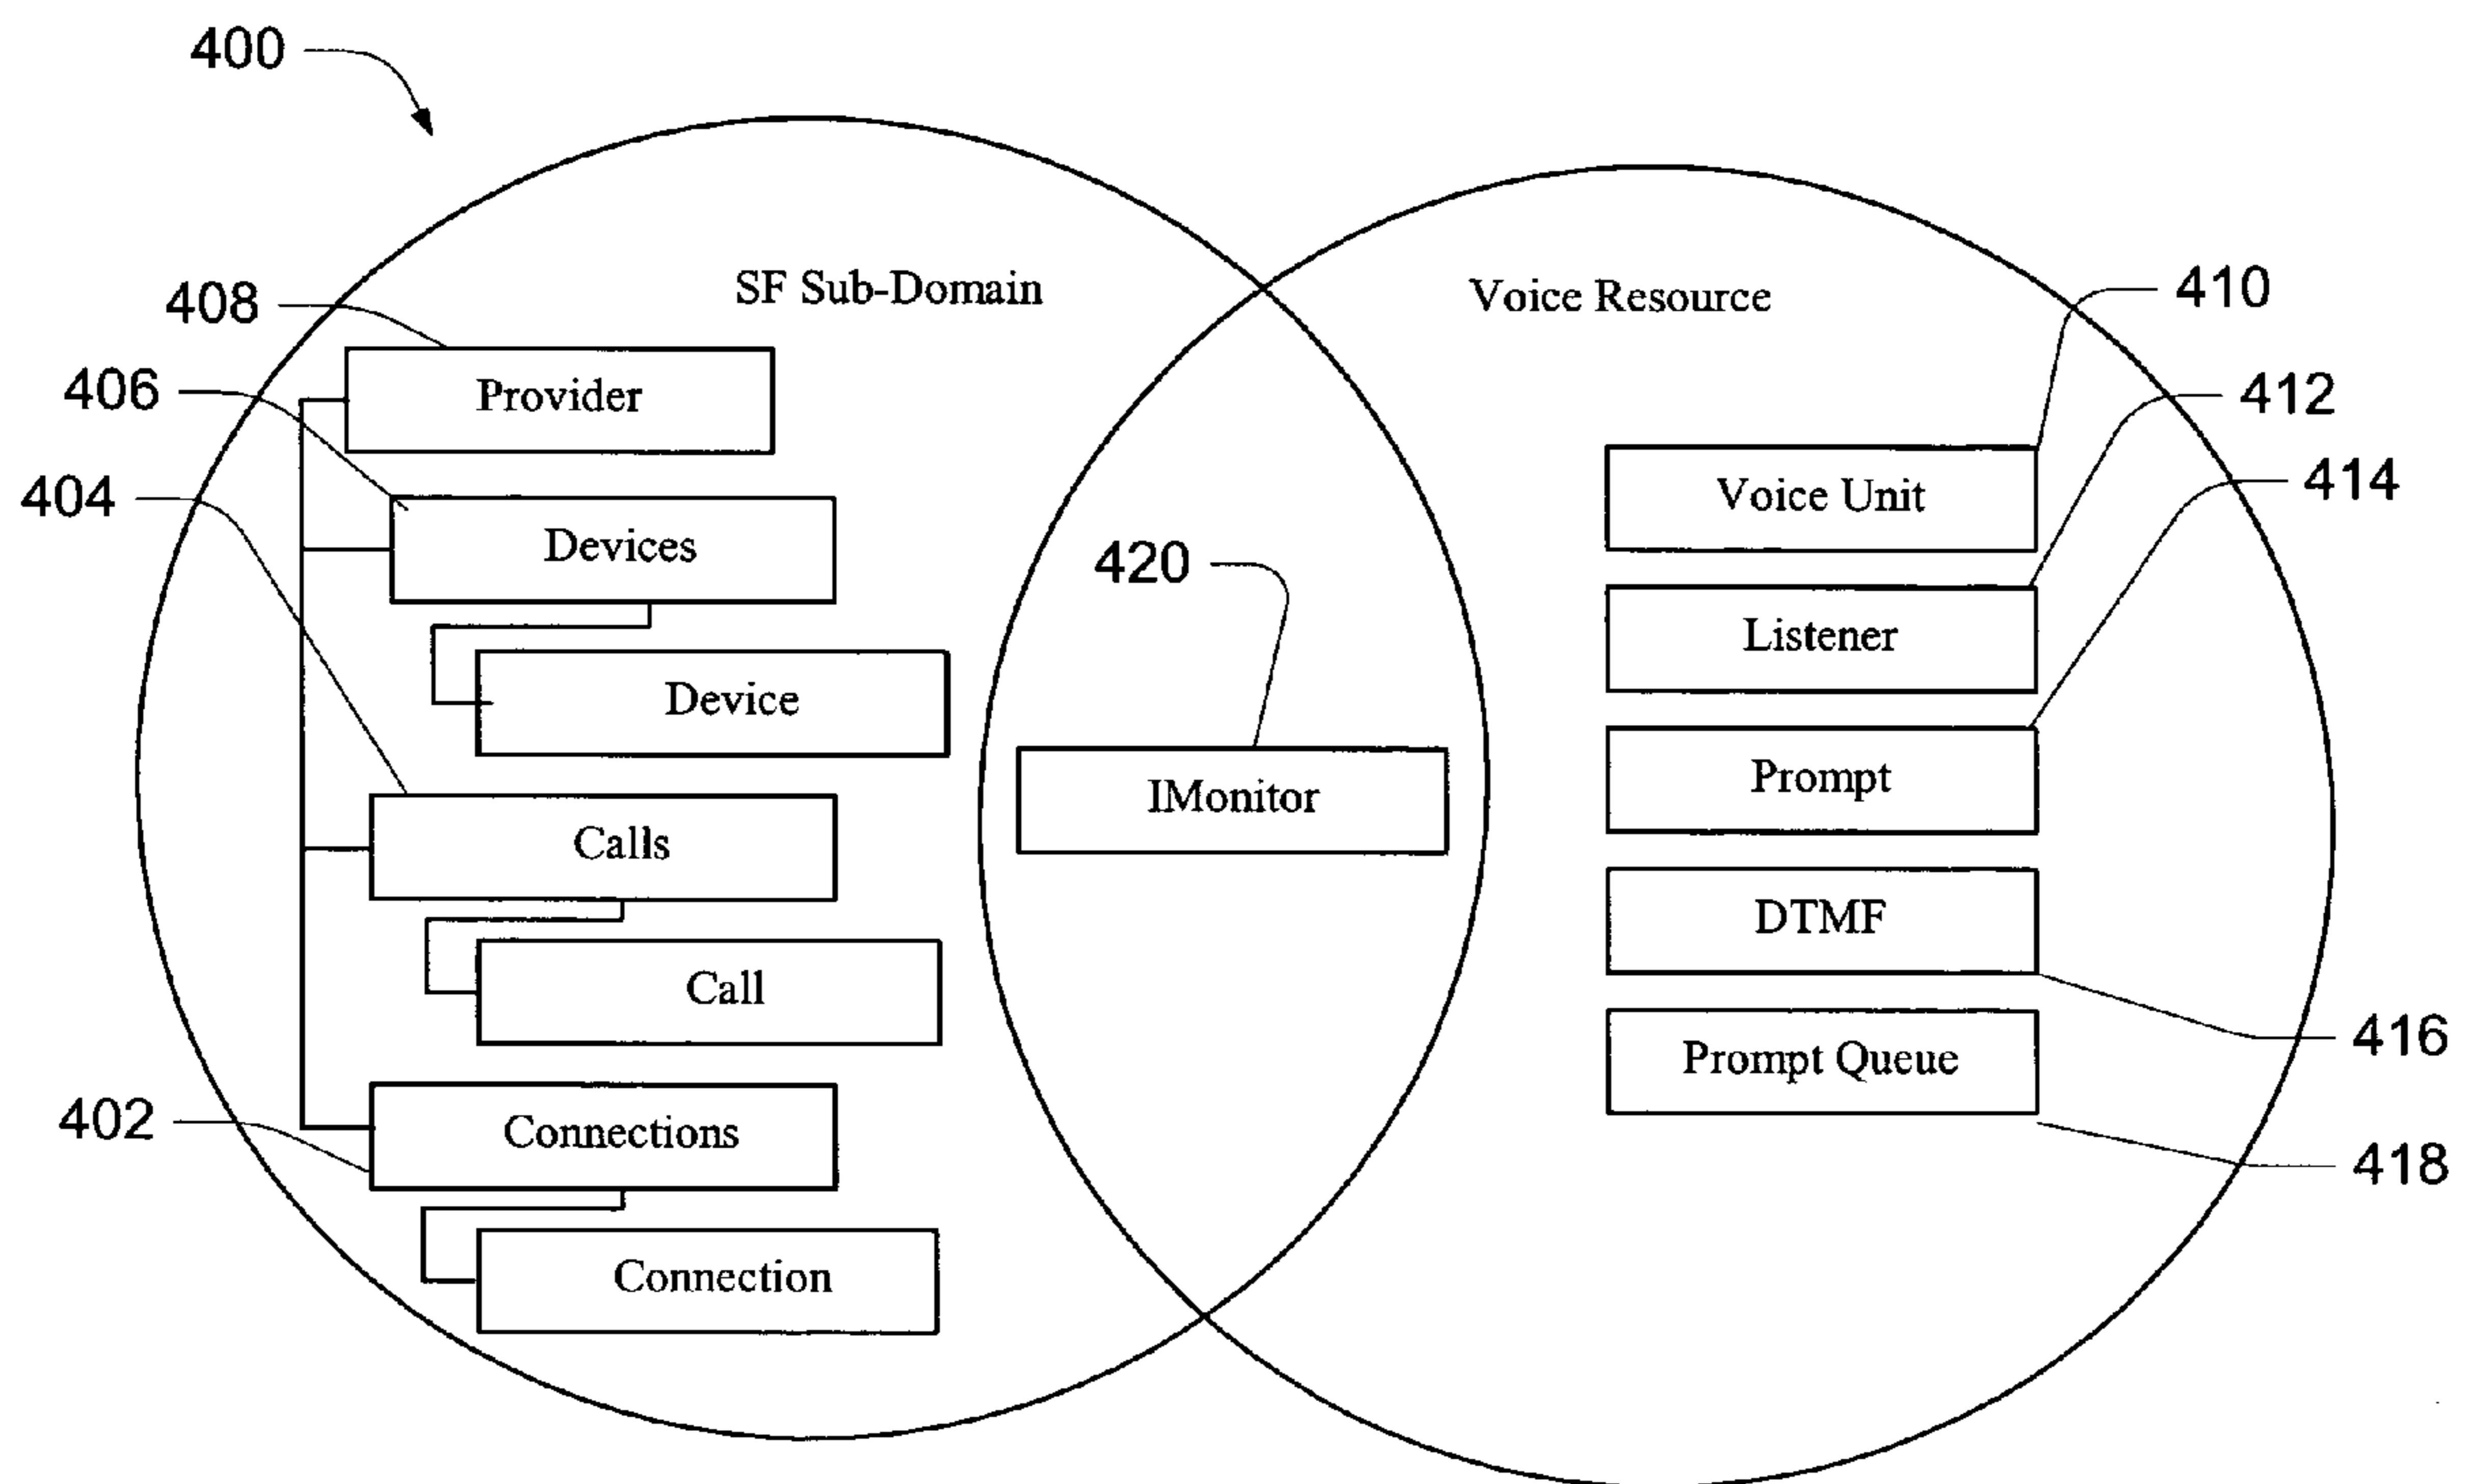 400
SF Sub-Domain
Voice Resource
408
410
406
Provider
412
404
Devices
Voice Unit
414
420
Device
Listener
IMonitor
Prompt
Calls
DTMF
Call
416
402
Connections
Prompt Queue
418
Connection